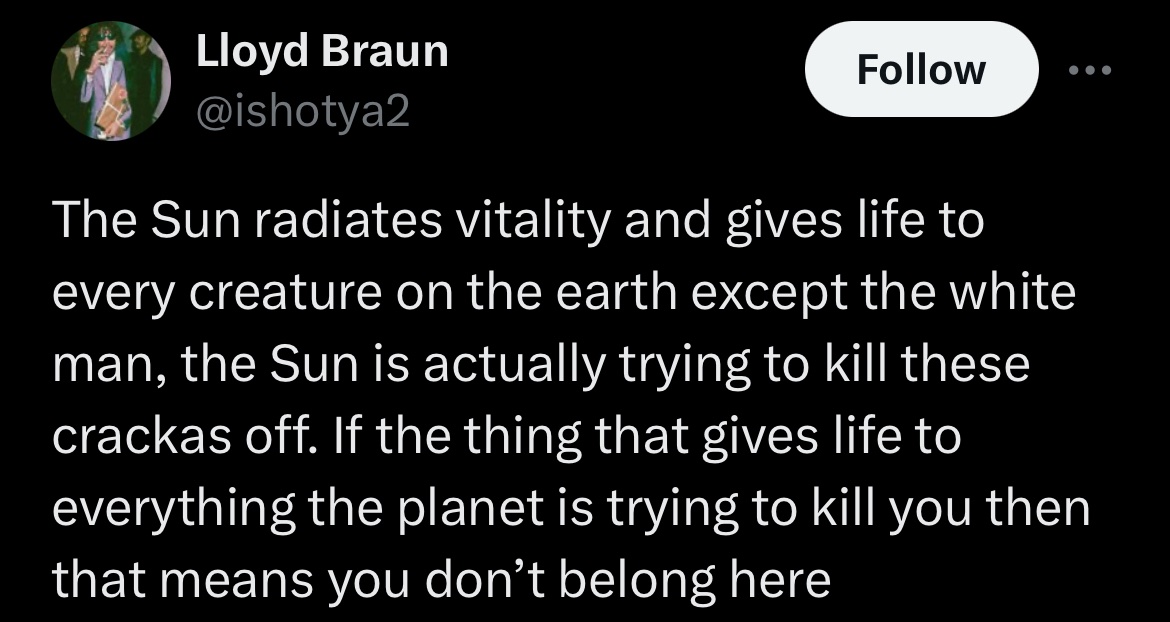 Lloyd Braun
@ishotya2
Follow
The Sun radiates vitality and gives life to
every creature on the earth except the white
man, the Sun is actually trying to kill these
crackas off. If the thing that gives life to
everything the planet is trying to kill you then
that means you don’t belong here